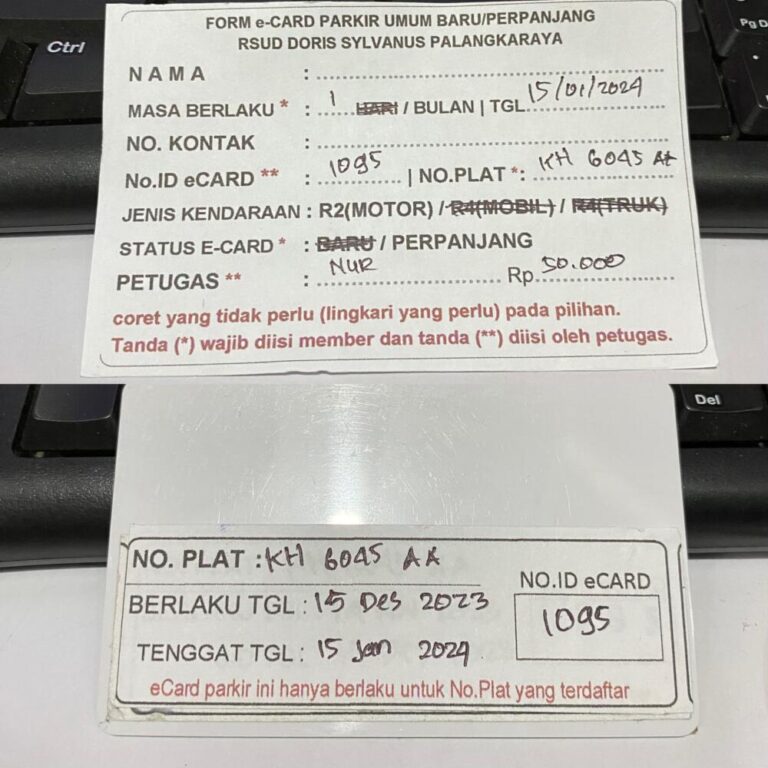 Ctrl
Pg D
FORM e-CARD PARKIR UMUM BARU/PERPANJANG
RSUD DORIS SYLVANUS PALANGKARAYA
N A M A :
MASA BERLAKU * : 1 HARI / BULAN | TGL 15/01/2024
NO. KONTAK :
No.ID eCARD ** : 1095 | NO.PLAT *: KH 6045 AA
JENIS KENDARAAN : R2(MOTOR) / R4(MOBIL) / R4(TRUK)
STATUS E-CARD * : BARU / PERPANJANG
PETUGAS ** : NUR Rp. 50.000
coret yang tidak perlu (lingkari yang perlu) pada pilihan.
Tanda (*) wajib diisi member dan tanda (**) diisi oleh petugas.
Del
NO. PLAT : KH 6045 AA
NO.ID eCARD
BERLAKU TGL : 15 Des 2023
1095
TENGGAT TGL : 15 Jan 2024
eCard parkir ini hanya berlaku untuk No.Plat yang terdaftar